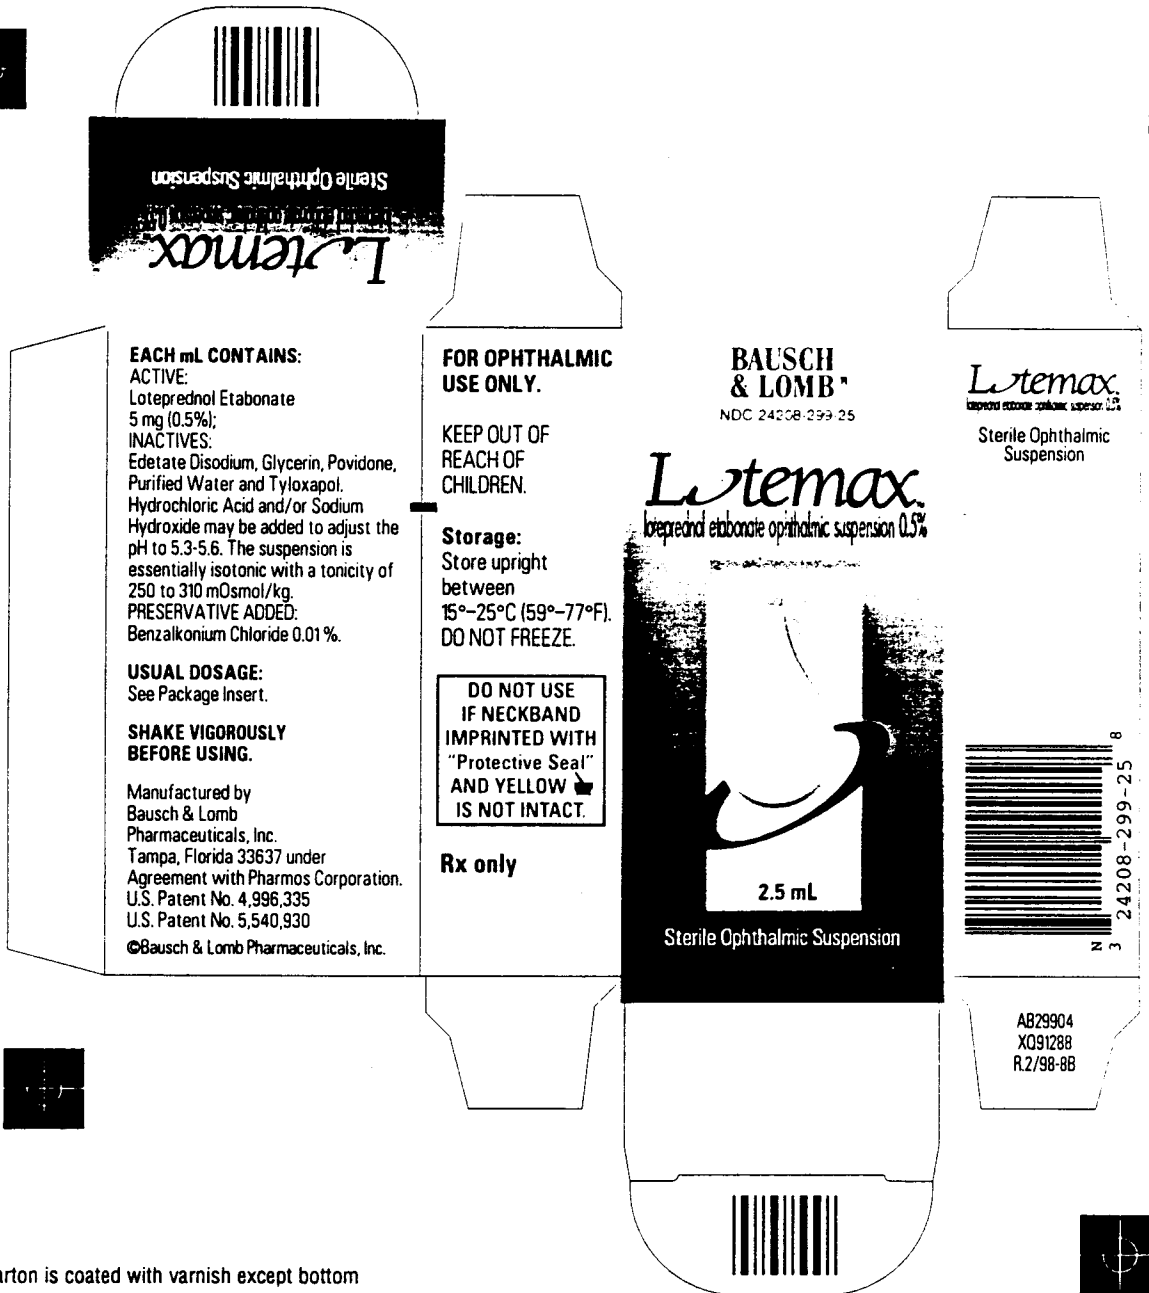 Sterile Ophthalmic Suspension
Lotemax
EACH mL CONTAINS:
ACTIVE:
Loteprednol Etabonate
5 mg (0.5%);
INACTIVES:
Edetate Disodium, Glycerin, Povidone,
Purified Water and Tyloxapol.
Hydrochloric Acid and/or Sodium
Hydroxide may be added to adjust the
pH to 5.3-5.6. The suspension is
essentially isotonic with a tonicity of
250 to 310 mOsmol/kg.
PRESERVATIVE ADDED:
Benzalkonium Chloride 0.01%.
USUAL DOSAGE:
See Package Insert.
SHAKE VIGOROUSLY
BEFORE USING.
Manufactured by
Bausch & Lomb
Pharmaceuticals, Inc.
Tampa, Florida 33637 under
Agreement with Pharmos Corporation.
U.S. Patent No. 4,996,335
U.S. Patent No. 5,540,930
©Bausch & Lomb Pharmaceuticals, Inc.
FOR OPHTHALMIC
USE ONLY.
KEEP OUT OF
REACH OF
CHILDREN.
Storage:
Store upright
between
15°–25°C (59°–77°F).
DO NOT FREEZE.
DO NOT USE
IF NECKBAND
IMPRINTED WITH
"Protective Seal"
AND YELLOW
IS NOT INTACT.
Rx only
BAUSCH
& LOMB
NDC 24208-299-25
Lotemax™
loteprednol etabonate ophthalmic suspension 0.5%
2.5 mL
Sterile Ophthalmic Suspension
Lotemax™
loteprednol etabonate ophthalmic suspension 0.5%
Sterile Ophthalmic
Suspension
N 3 24208-299-25 8
AB29904
X091288
R.2/98-8B
arton is coated with varnish except bottom